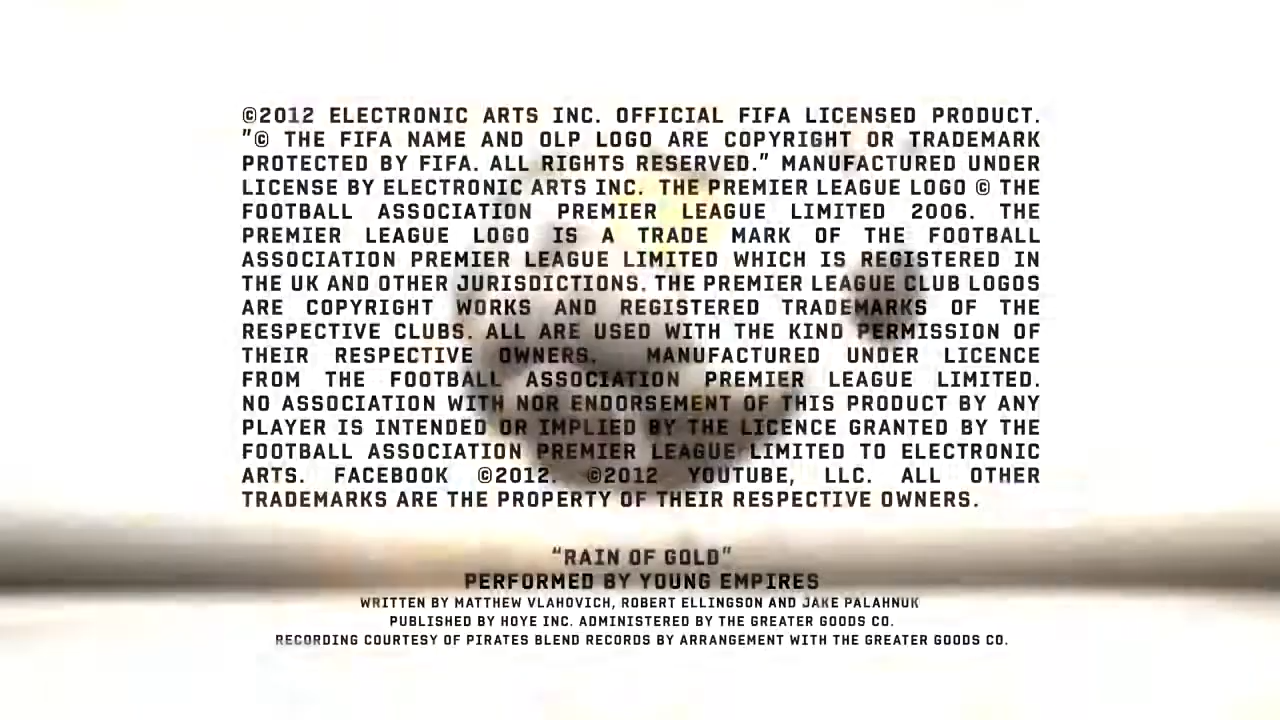 ©2012 ELECTRONIC ARTS INC. OFFICIAL FIFA LICENSED PRODUCT.
"© THE FIFA NAME AND OLP LOGO ARE COPYRIGHT OR TRADEMARK
PROTECTED BY FIFA. ALL RIGHTS RESERVED." MANUFACTURED UNDER
LICENSE BY ELECTRONIC ARTS INC. THE PREMIER LEAGUE LOGO © THE
FOOTBALL ASSOCIATION PREMIER LEAGUE LIMITED 2006. THE
PREMIER LEAGUE LOGO IS A TRADE MARK OF THE FOOTBALL
ASSOCIATION PREMIER LEAGUE LIMITED WHICH IS REGISTERED IN
THE UK AND OTHER JURISDICTIONS. THE PREMIER LEAGUE CLUB LOGOS
ARE COPYRIGHT WORKS AND REGISTERED TRADEMARKS OF THE
RESPECTIVE CLUBS. ALL ARE USED WITH THE KIND PERMISSION OF
THEIR RESPECTIVE OWNERS. MANUFACTURED UNDER LICENCE
FROM THE FOOTBALL ASSOCIATION PREMIER LEAGUE LIMITED.
NO ASSOCIATION WITH NOR ENDORSEMENT OF THIS PRODUCT BY ANY
PLAYER IS INTENDED OR IMPLIED BY THE LICENCE GRANTED BY THE
FOOTBALL ASSOCIATION PREMIER LEAGUE LIMITED TO ELECTRONIC
ARTS. FACEBOOK ©2012. ©2012 YOUTUBE, LLC. ALL OTHER
TRADEMARKS ARE THE PROPERTY OF THEIR RESPECTIVE OWNERS.
"RAIN OF GOLD"
PERFORMED BY YOUNG EMPIRES
WRITTEN BY MATTHEW VLAHOVICH, ROBERT ELLINGSON AND JAKE PALAHNUK
PUBLISHED BY HOYE INC. ADMINISTERED BY THE GREATER GOODS CO.
RECORDING COURTESY OF PIRATES BLEND RECORDS BY ARRANGEMENT WITH THE GREATER GOODS CO.